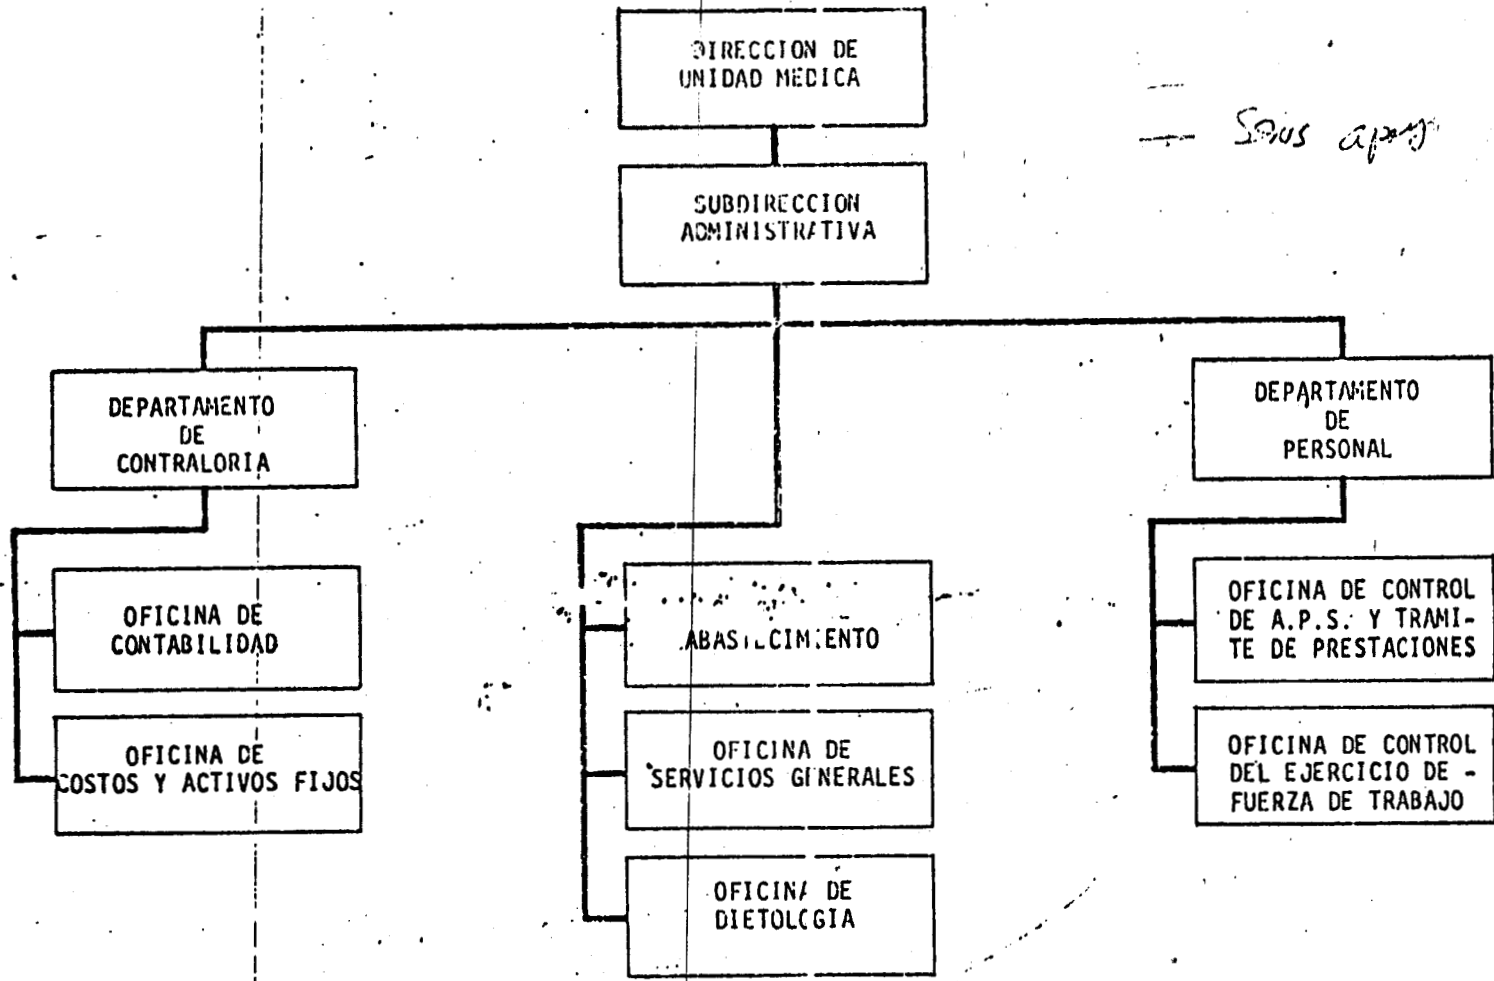 DIRECCION DE
UNIDAD MEDICA
SUBDIRECCION
ADMINISTRATIVA
DEPARTAMENTO
DE
CONTRALORIA
DEPARTAMENTO
DE
PERSONAL
OFICINA DE
CONTABILIDAD
OFICINA DE
COSTOS Y ACTIVOS FIJOS
ABASTECIMIENTO
OFICINA DE
SERVICIOS GENERALES
OFICINA DE
DIETOLOGIA
OFICINA DE CONTROL
DE A.P.S. Y TRAMI-
TE DE PRESTACIONES
OFICINA DE CONTROL
DEL EJERCICIO DE -
FUERZA DE TRABAJO